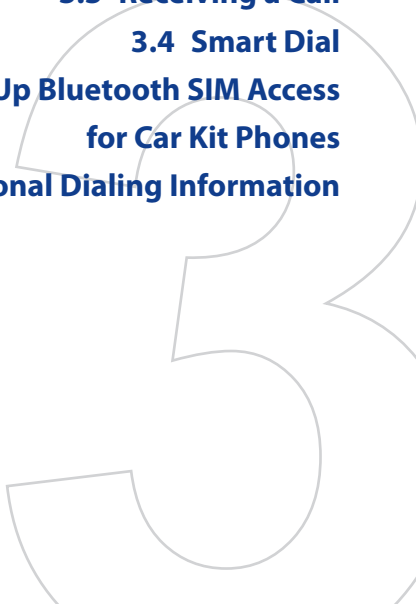 3.3 Receiving a Call
3.4 Smart Dial
Up Bluetooth SIM Access
for Car Kit Phones
onal Dialing Information
3